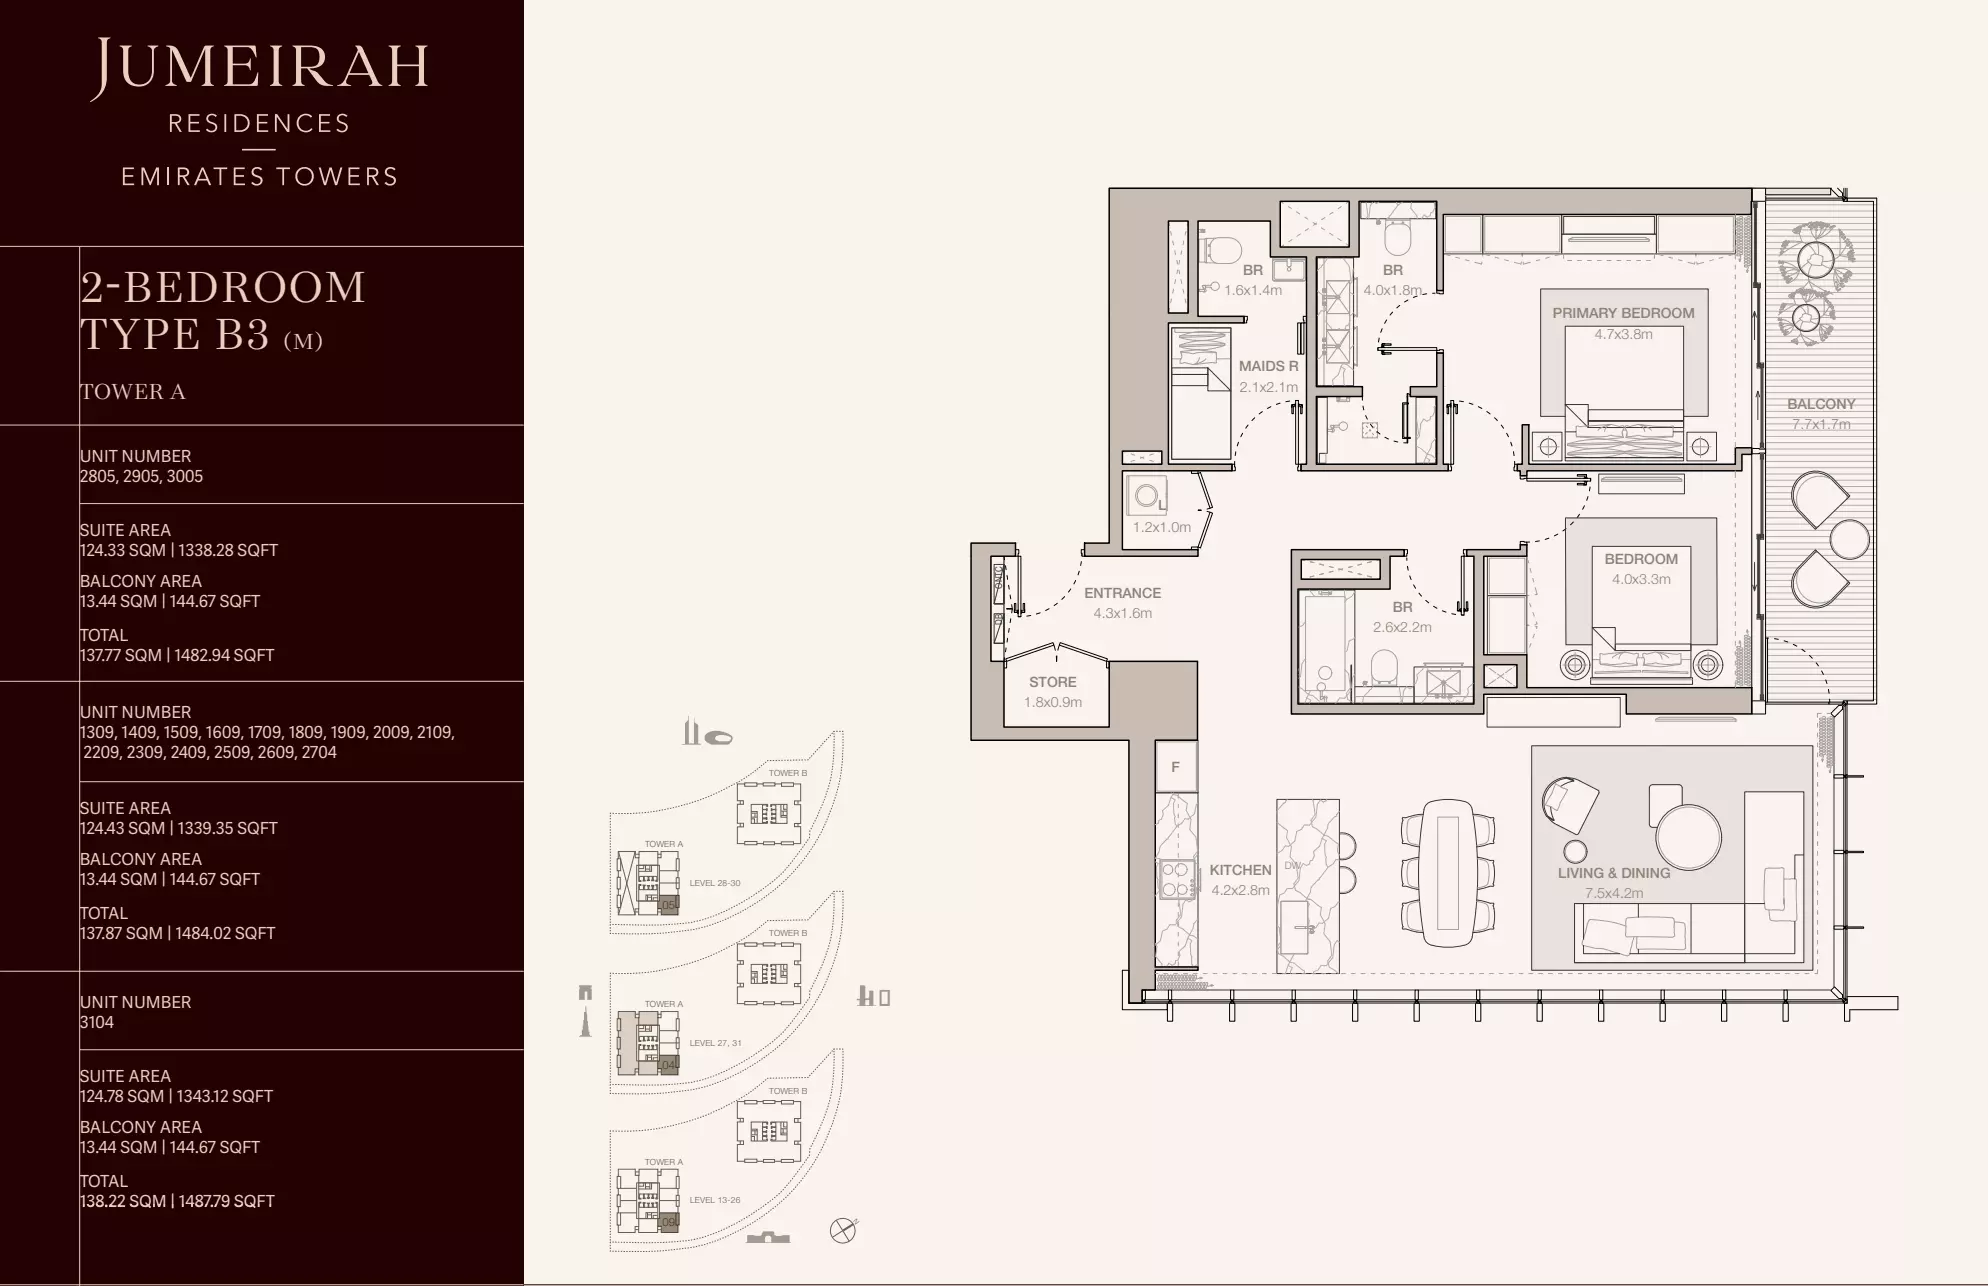 JUMEIRAH
RESIDENCES
EMIRATES TOWERS
2-BEDROOM
TYPE B3 (M)
TOWER A
UNIT NUMBER
2805, 2905, 3005
SUITE AREA
124.33 SQM | 1338.28 SQFT
BALCONY AREA
13.44 SQM | 144.67 SQFT
TOTAL
137.77 SQM | 1482.94 SQFT
UNIT NUMBER
1309, 1409, 1509, 1609, 1709, 1809, 1909, 2009, 2109,
2209, 2309, 2409, 2509, 2609, 2704
SUITE AREA
124.43 SQM | 1339.35 SQFT
BALCONY AREA
13.44 SQM | 144.67 SQFT
TOTAL
137.87 SQM | 1484.02 SQFT
UNIT NUMBER
3104
SUITE AREA
124.78 SQM | 1343.12 SQFT
BALCONY AREA
13.44 SQM | 144.67 SQFT
TOTAL
138.22 SQM | 1487.79 SQFT
TOWER B
TOWER A
LEVEL 28-30
05
TOWER B
TOWER A
LEVEL 27, 31
04
TOWER B
TOWER A
LEVEL 13-26
09
BR
1.6x1.4m
BR
4.0x1.8m
PRIMARY BEDROOM
4.7x3.8m
MAIDS R
2.1x2.1m
BALCONY
7.7x1.7m
1.2x1.0m
BEDROOM
4.0x3.3m
ENTRANCE
4.3x1.6m
BR
2.6x2.2m
DB
STORE
1.8x0.9m
F
KITCHEN
4.2x2.8m
DW
LIVING & DINING
7.5x4.2m